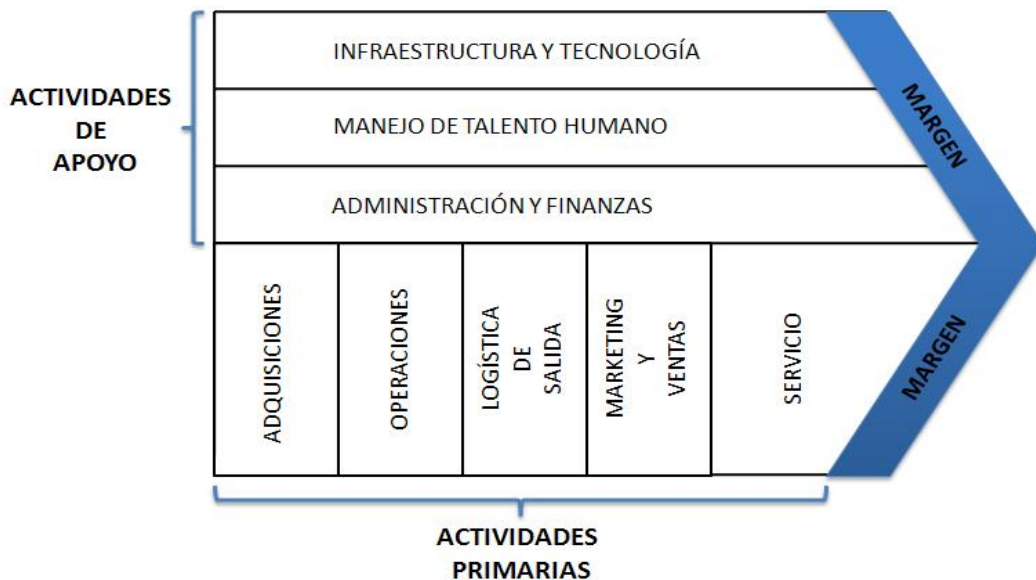 INFRAESTRUCTURA Y TECNOLOGÍA
MARGEN
ACTIVIDADES
DE
APOYO
MANEJO DE TALENTO HUMANO
ADMINISTRACIÓN Y FINANZAS
ADQUISICIONES
OPERACIONES
LOGÍSTICA
DE
SALIDA
MARKETING
Y
VENTAS
SERVICIO
MARGEN
ACTIVIDADES
PRIMARIAS